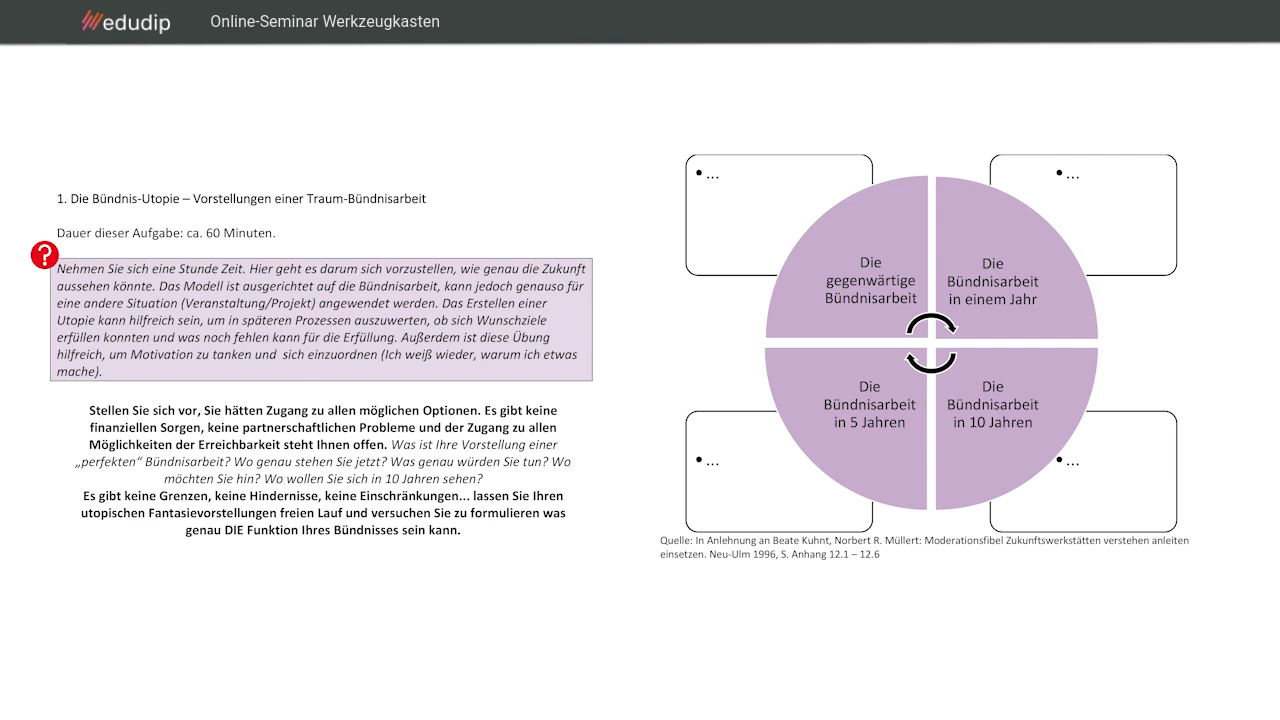 edudip
Online-Seminar Werkzeugkasten
1. Die Bündnis-Utopie – Vorstellungen einer Traum-Bündnisarbeit
Dauer dieser Aufgabe: ca. 60 Minuten.
?
Nehmen Sie sich eine Stunde Zeit. Hier geht es darum sich vorzustellen, wie genau die Zukunft
aussehen könnte. Das Modell ist ausgerichtet auf die Bündnisarbeit, kann jedoch genauso für
eine andere Situation (Veranstaltung/Projekt) angewendet werden. Das Erstellen einer
Utopie kann hilfreich sein, um in späteren Prozessen auszuwerten, ob sich Wunschziele
erfüllen konnten und was noch fehlen kann für die Erfüllung. Außerdem ist diese Übung
hilfreich, um Motivation zu tanken und sich einzuordnen (Ich weiß wieder, warum ich etwas
mache).
Stellen Sie sich vor, Sie hätten Zugang zu allen möglichen Optionen. Es gibt keine
finanziellen Sorgen, keine partnerschaftlichen Probleme und der Zugang zu allen
Möglichkeiten der Erreichbarkeit steht Ihnen offen. Was ist Ihre Vorstellung einer
„perfekten“ Bündnisarbeit? Wo genau stehen Sie jetzt? Was genau würden Sie tun? Wo
möchten Sie hin? Wo wollen Sie sich in 10 Jahren sehen?
Es gibt keine Grenzen, keine Hindernisse, keine Einschränkungen... lassen Sie Ihren
utopischen Fantasievorstellungen freien Lauf und versuchen Sie zu formulieren was
genau DIE Funktion Ihres Bündnisses sein kann.
• ...
• ...
Die
gegenwärtige
Bündnisarbeit
Die
Bündnisarbeit
in einem Jahr
Die
Bündnisarbeit
in 5 Jahren
Die
Bündnisarbeit
in 10 Jahren
• ...
• ...
Quelle: In Anlehnung an Beate Kuhnt, Norbert R. Müllert: Moderationsfibel Zukunftswerkstätten verstehen anleiten
einsetzen. Neu-Ulm 1996, S. Anhang 12.1 – 12.6